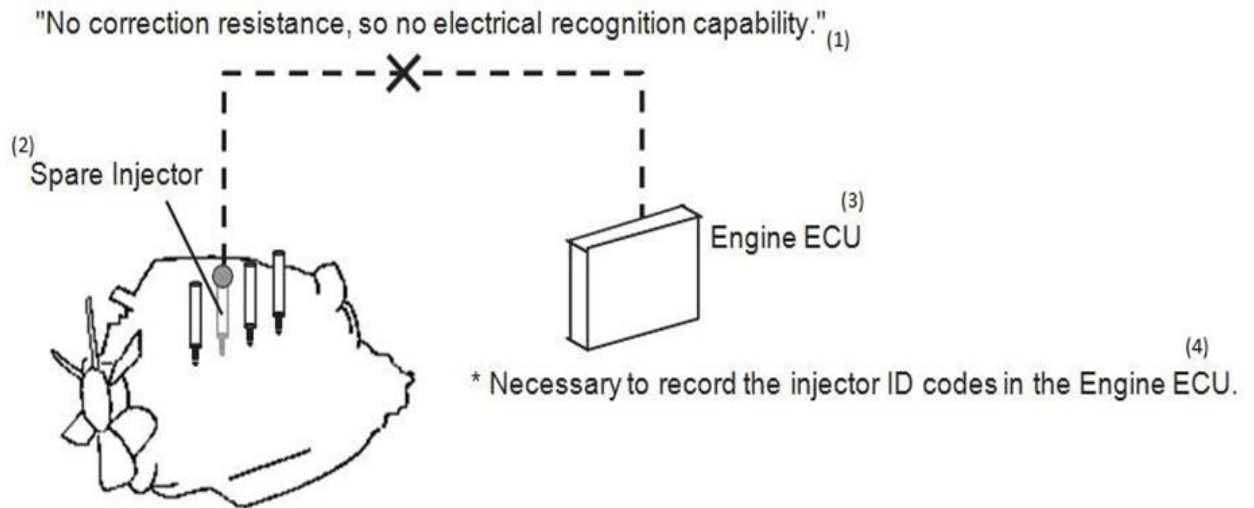 "No correction resistance, so no electrical recognition capability." (1)
(2)
Spare Injector
(3)
Engine ECU
(4)
* Necessary to record the injector ID codes in the Engine ECU.